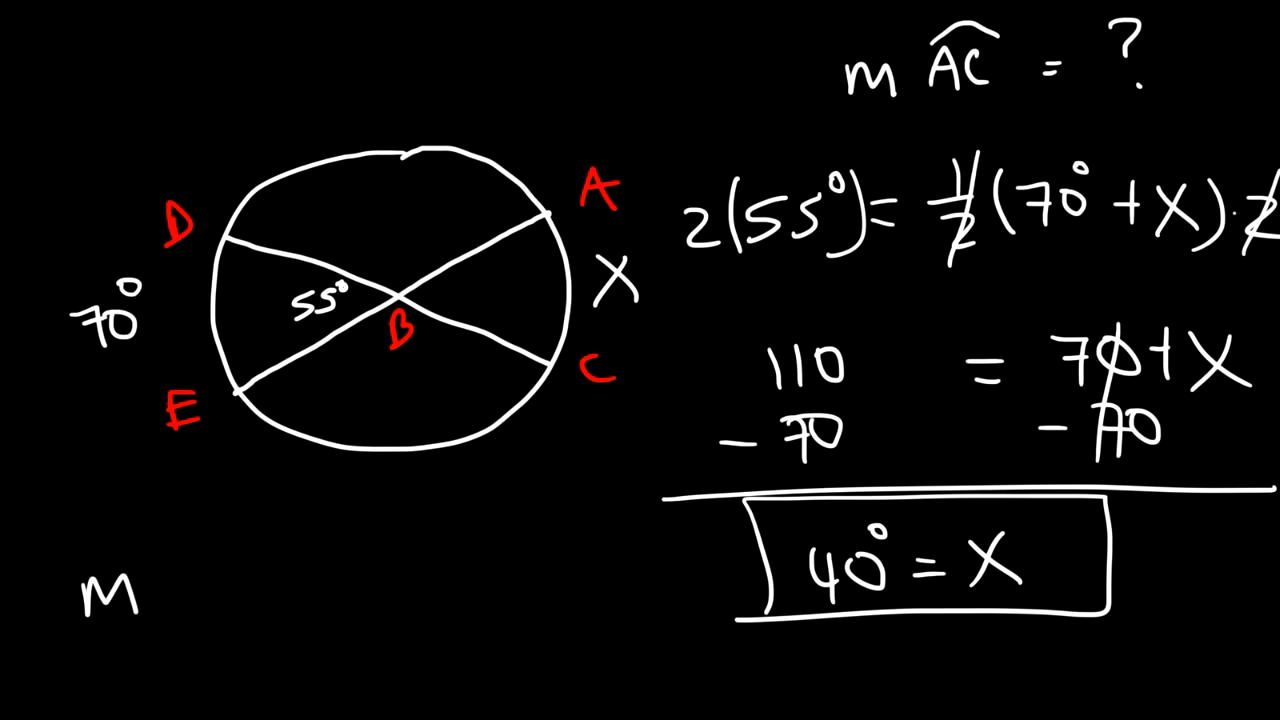 m AC = ?
D
A
70°
55°
B
X
E
C
2(55°) = 1/2 (70° + X) · 2
110 = 70 + X
- 70 - 70
40° = X
M